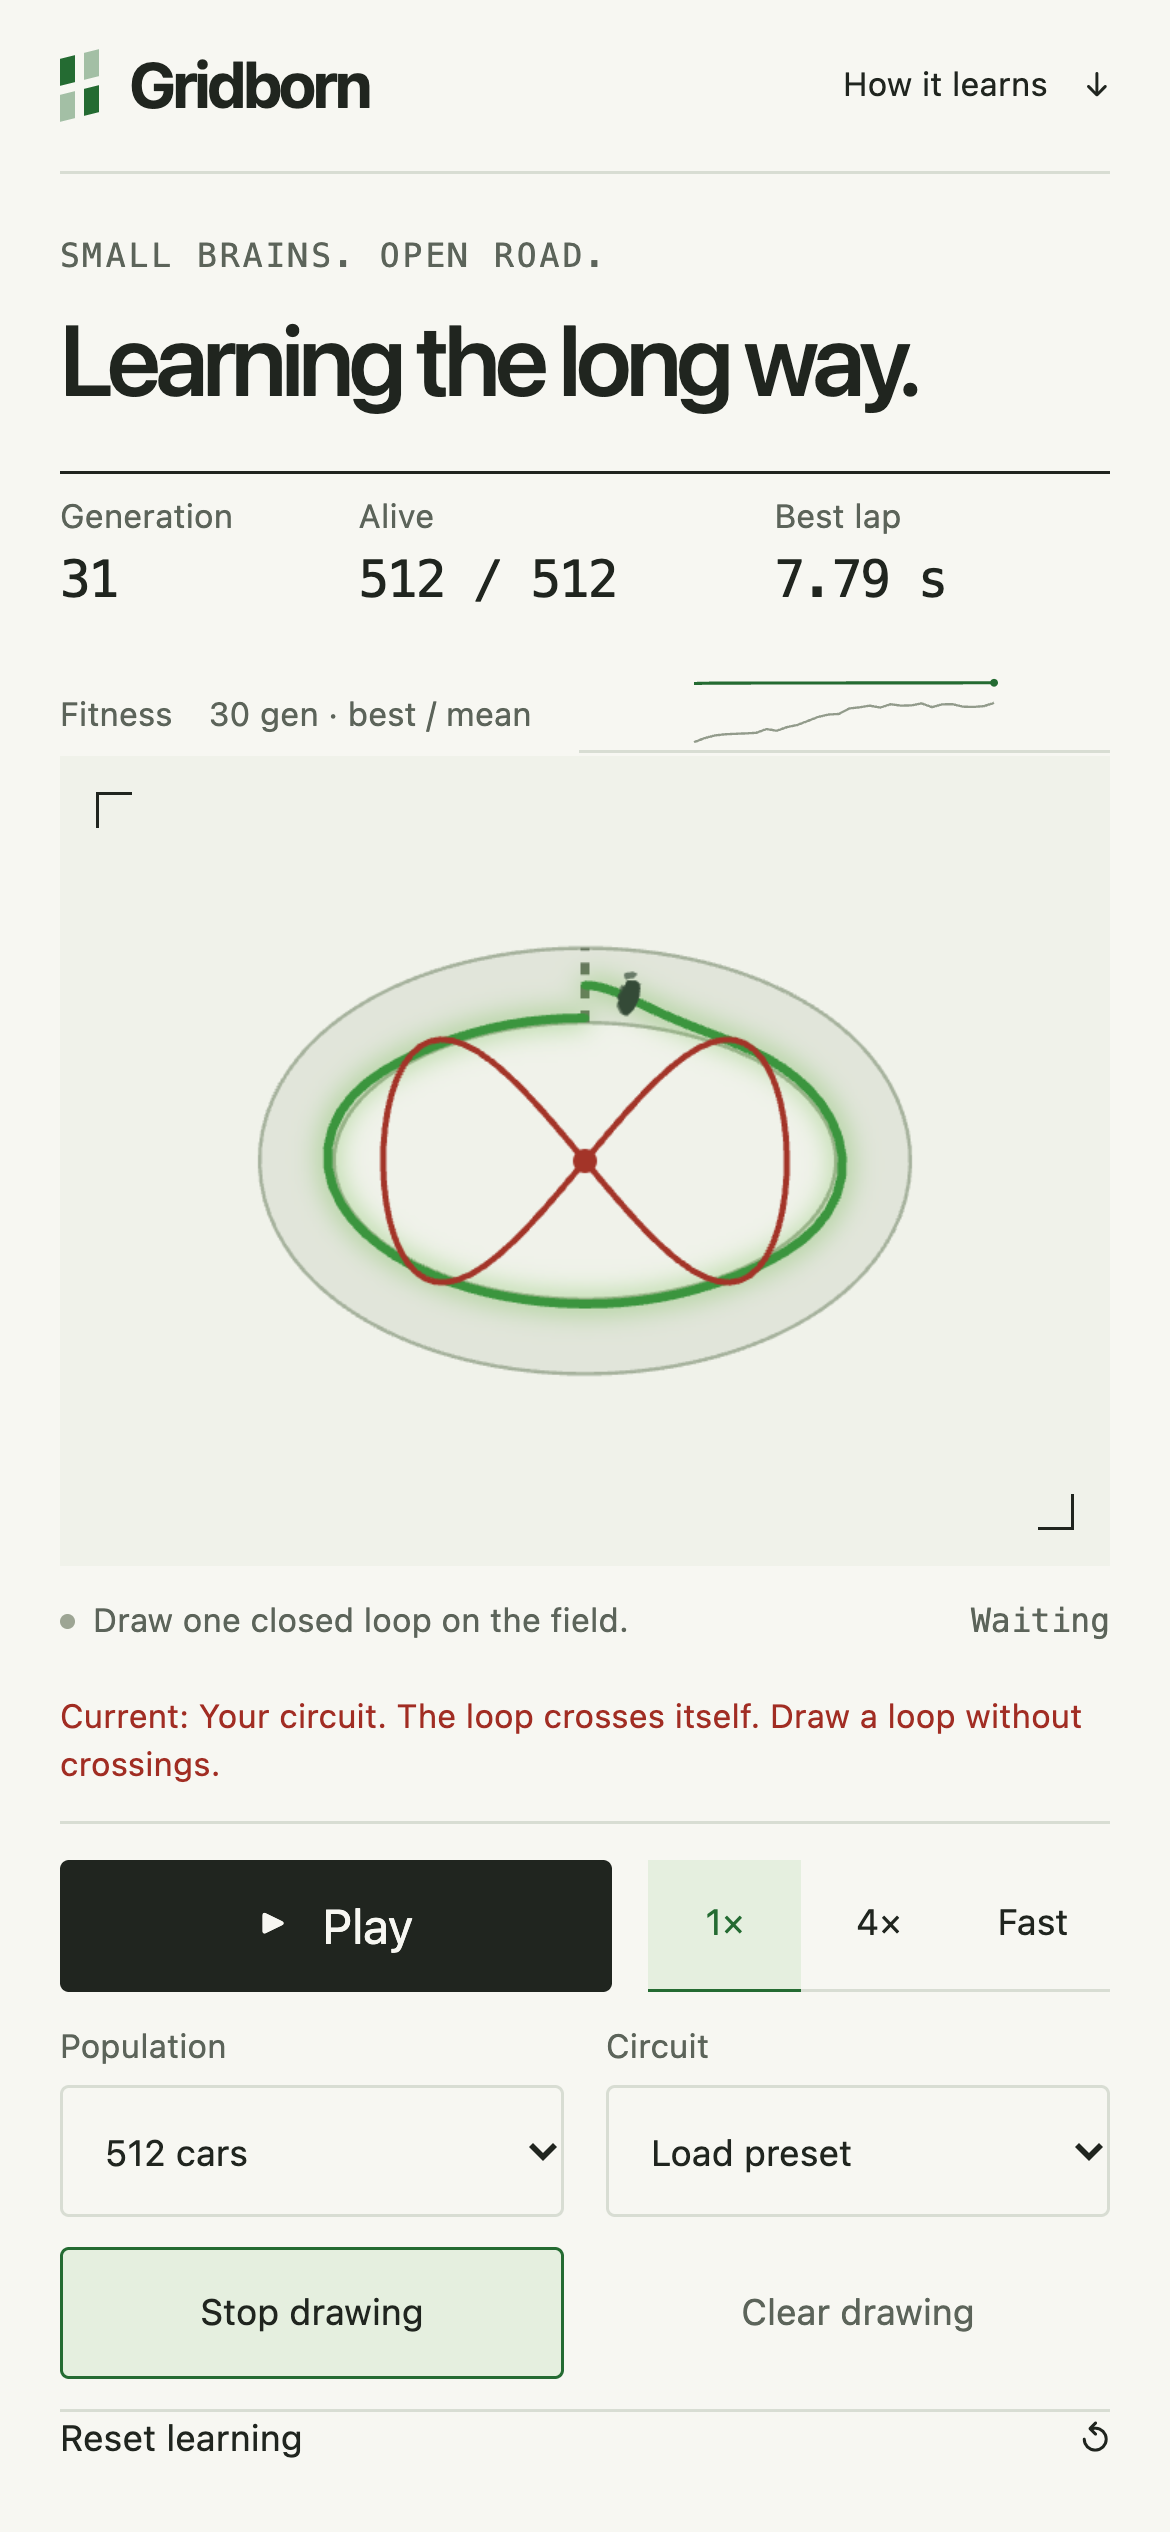 Gridborn
How it learns ↓
SMALL BRAINS. OPEN ROAD.
Learning the long way.
Generation Alive Best lap
31 512 / 512 7.79 s
Fitness 30 gen · best / mean
Draw one closed loop on the field. Waiting
Current: Your circuit. The loop crosses itself. Draw a loop without
crossings.
Play 1× 4× Fast
Population Circuit
512 cars Load preset
Stop drawing Clear drawing
Reset learning